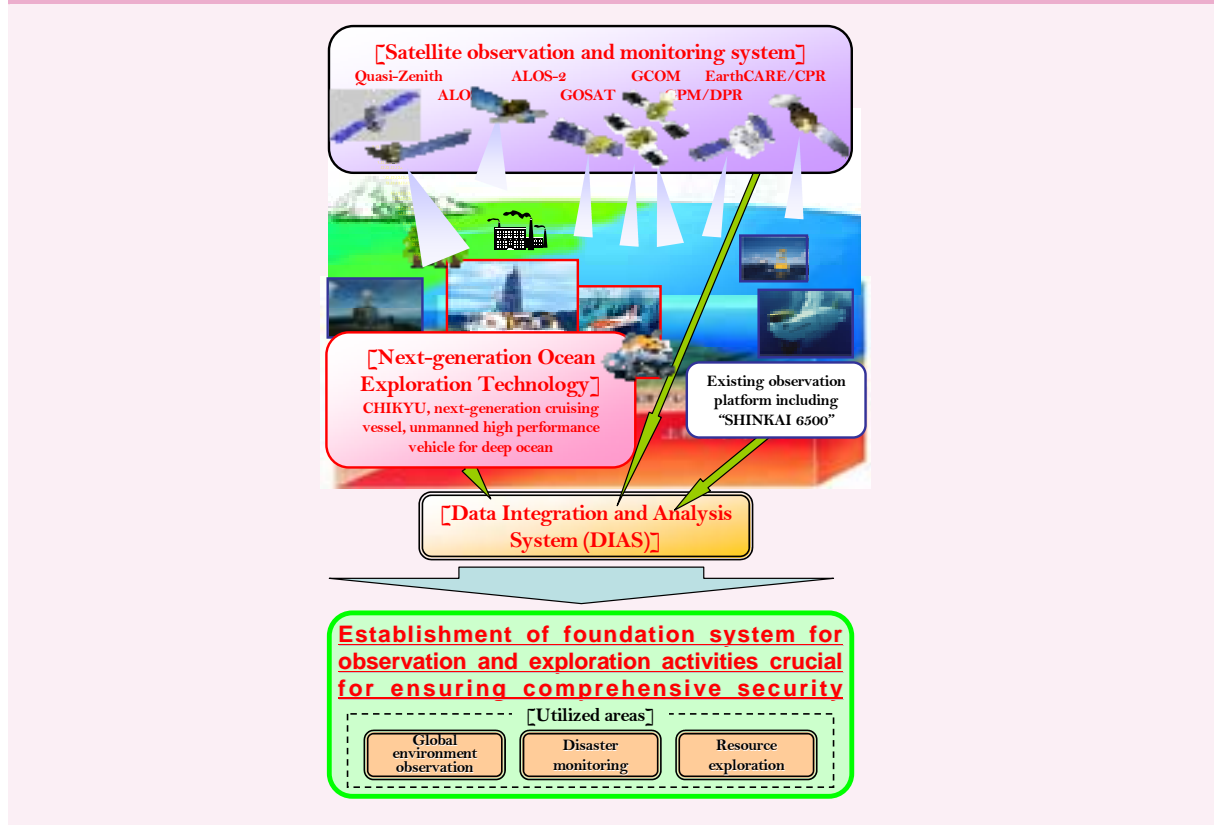 [Satellite observation and monitoring system]
Quasi-Zenith ALOS-2 GCOM EarthCARE/CPR
GOSAT GPM/DPR
[Next-generation Ocean
Exploration Technology]
CHIKYU, next-generation cruising
vessel, unmanned high performance
vehicle for deep ocean
Existing observation
platform including
“SHINKAI 6500”
[Data Integration and Analysis
System (DIAS)]
Establishment of foundation system for
observation and exploration activities crucial
for ensuring comprehensive security
[Utilized areas]
Global
environment
observation
Disaster
monitoring
Resource
exploration